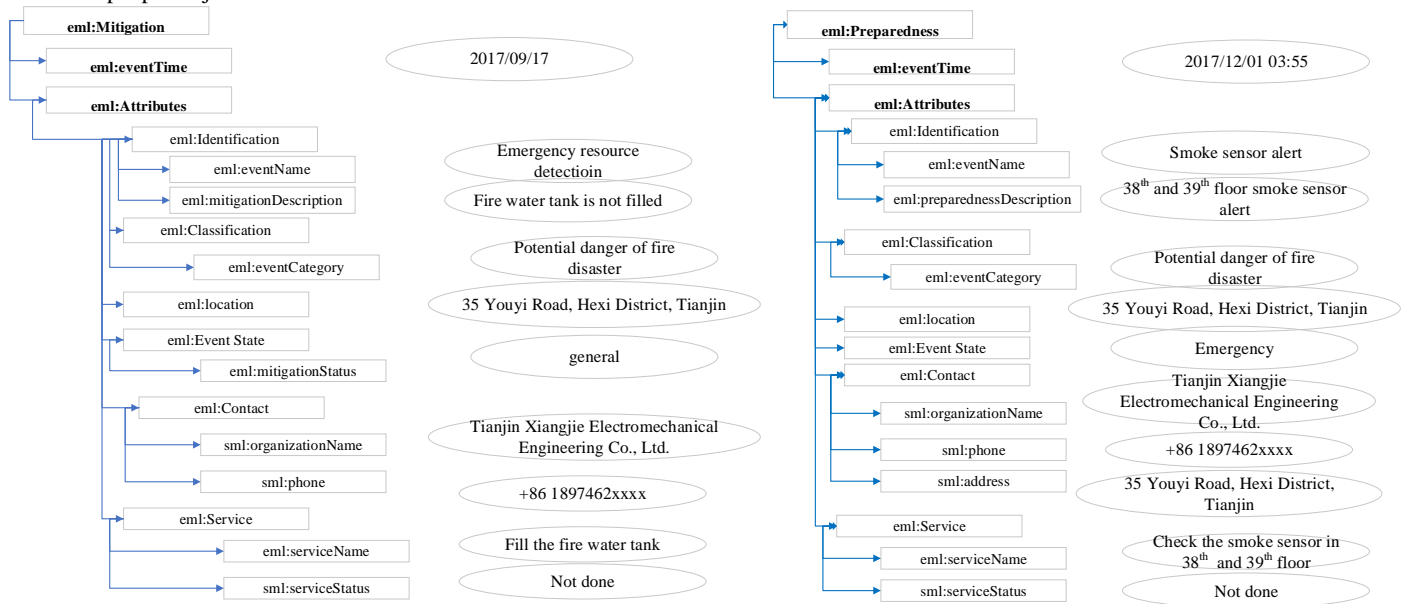 eml:Mitigation
eml:eventTime
2017/09/17
eml:Attributes
eml:Identification
eml:eventName
Emergency resource
detectioin
eml:mitigationDescription
Fire water tank is not filled
eml:Classification
eml:eventCategory
Potential danger of fire
disaster
eml:location
35 Youyi Road, Hexi District, Tianjin
eml:Event State
eml:mitigationStatus
general
eml:Contact
sml:organizationName
Tianjin Xiangjie Electromechanical
Engineering Co., Ltd.
sml:phone
+86 1897462xxxx
eml:Service
eml:serviceName
Fill the fire water tank
sml:serviceStatus
Not done
eml:Preparedness
eml:eventTime
2017/12/01 03:55
eml:Attributes
eml:Identification
eml:eventName
Smoke sensor alert
eml:preparednessDescription
38th and 39th floor smoke sensor
alert
eml:Classification
eml:eventCategory
Potential danger of fire
disaster
eml:location
35 Youyi Road, Hexi District, Tianjin
eml:Event State
Emergency
eml:Contact
sml:organizationName
Tianjin Xiangjie
Electromechanical Engineering
Co., Ltd.
sml:phone
+86 1897462xxxx
sml:address
35 Youyi Road, Hexi District,
Tianjin
eml:Service
eml:serviceName
Check the smoke sensor in
38th and 39th floor
sml:serviceStatus
Not done